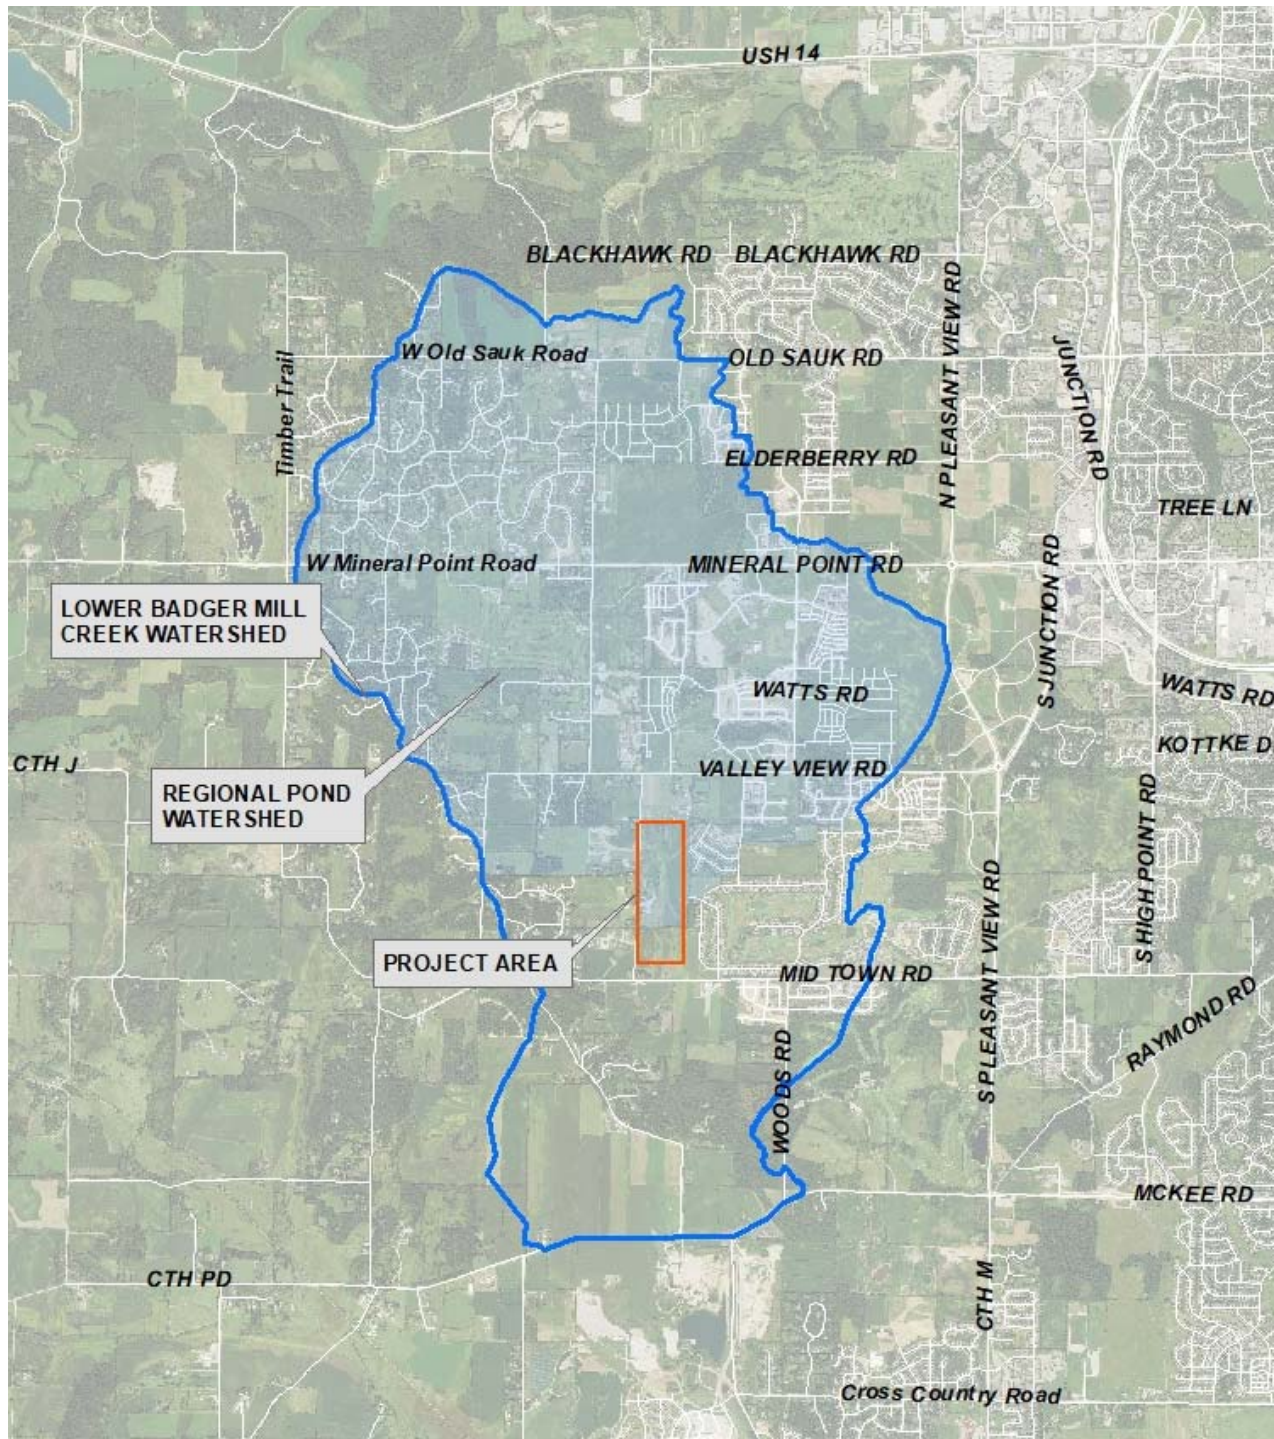 USH 14
BLACKHAWK RD
BLACKHAWK RD
N PLEASANT VIEW RD
W Old Sauk Road
OLD SAUK RD
Timber Trail
JUNCTION RD
ELDERBERRY RD
TREE LN
W Mineral Point Road
MINERAL POINT RD
S JUNCTION RD
LOWER BADGER MILL
CREEK WATERSHED
WATTS RD
WATTS RD
KOTTKE D
CTH J
VALLEY VIEW RD
REGIONAL POND
WATERSHED
S HIGH POINT RD
S PLEASANT VIEW RD
PROJECT AREA
MID TOWN RD
RAYMOND RD
WOODS RD
MCKEE RD
CTH PD
CTH M
Cross Country Road